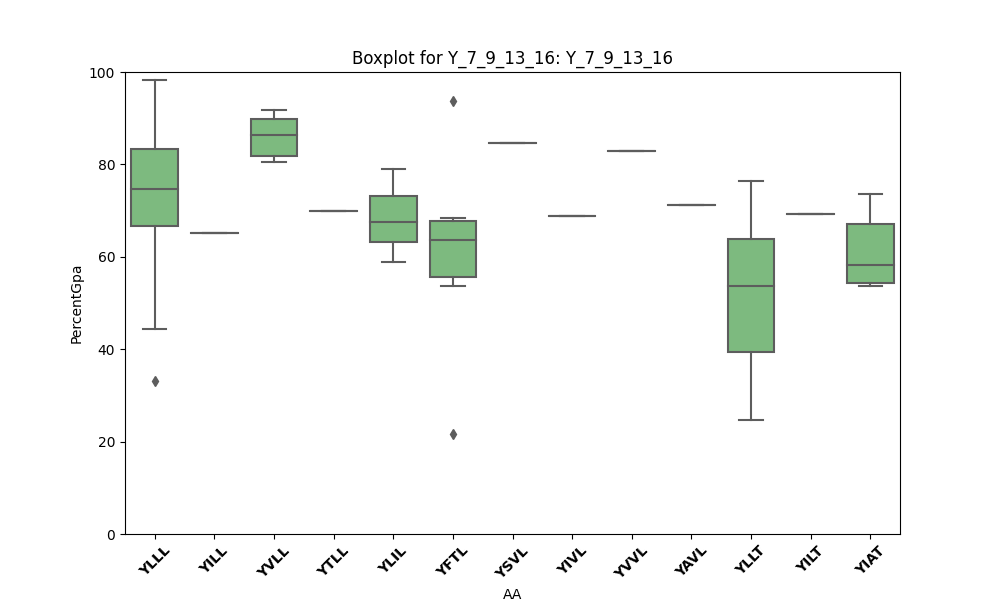 Boxplot for Y_7_9_13_16: Y_7_9_13_16
100
80
60
40
20
0
PercentGpa
YLLL YILL YVLL YTLL YLIL YFTL YSVL YIVL YVVL YAVL YLLT YILT YIAT
AA